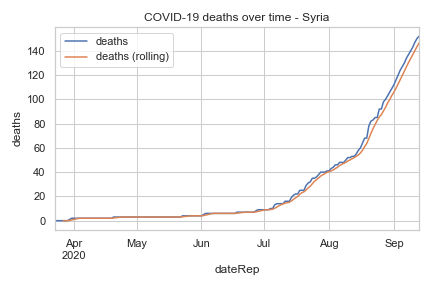 COVID-19 deaths over time - Syria
deaths
deaths (rolling)
deaths
140
120
100
80
60
40
20
0
Apr
2020
May
Jun
Jul
Aug
Sep
dateRep